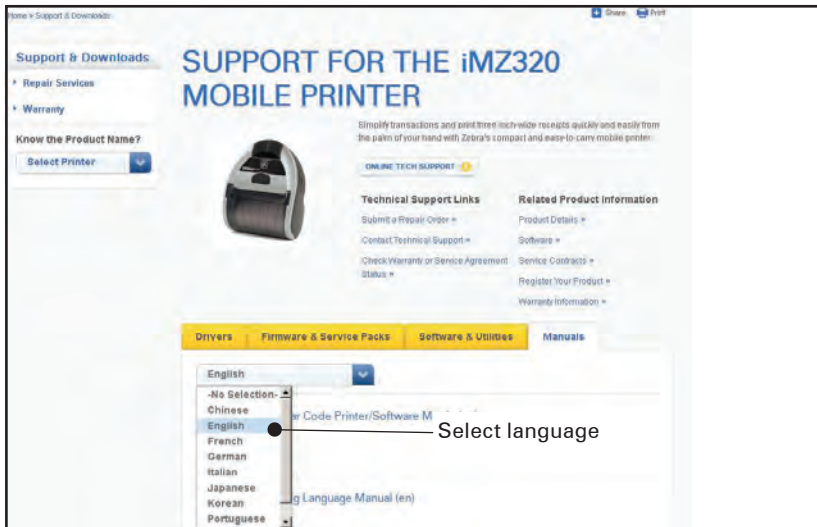 Home » Support & Downloads
Share Print
Support & Downloads
Repair Services
Warranty
Know the Product Name?
Select Printer
SUPPORT FOR THE iMZ320
MOBILE PRINTER
Simplify transactions and print three inch-wide receipts quickly and easily from
the palm of your hand with Zebra's compact and easy-to-carry mobile printer.
ONLINE TECH SUPPORT
Technical Support Links
Submit a Repair Order »
Contact Technical Support »
Check Warranty or Service Agreement
Status »
Related Product Information
Product Details »
Software »
Service Contracts »
Register Your Product »
Warranty Information »
Drivers Firmware & Service Packs Software & Utilities Manuals
English
-No Selection-
Chinese
English
French
German
Italian
Japanese
Korean
Portuguese
Code Printer/Software
Language Manual (en)
Select language